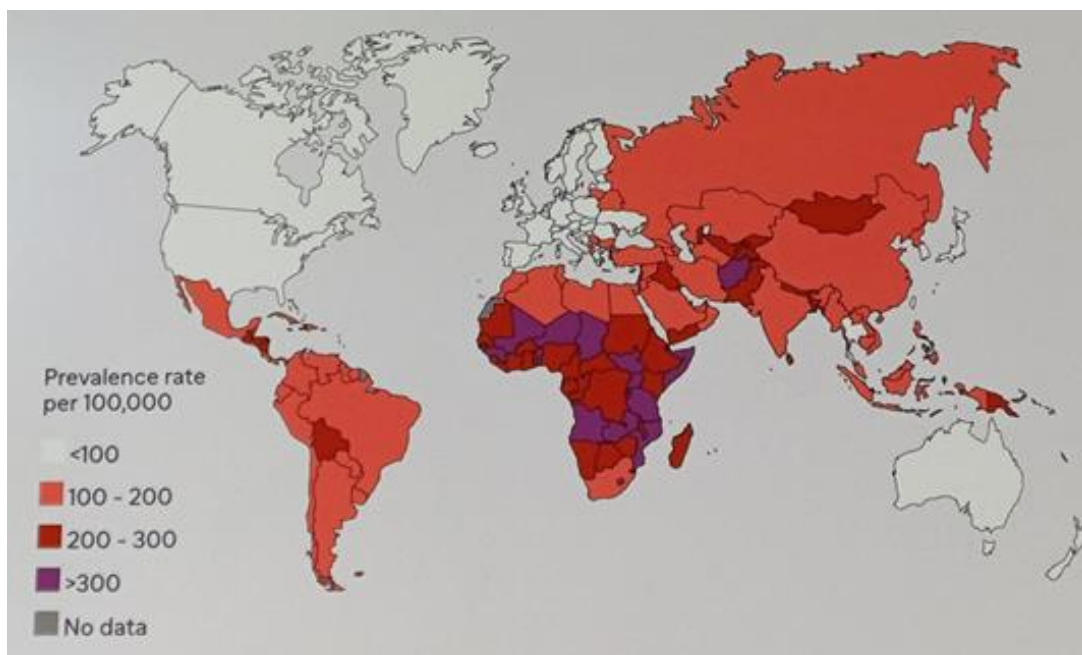 Prevalence rate
per 100,000
<100
100 - 200
200 - 300
>300
No data